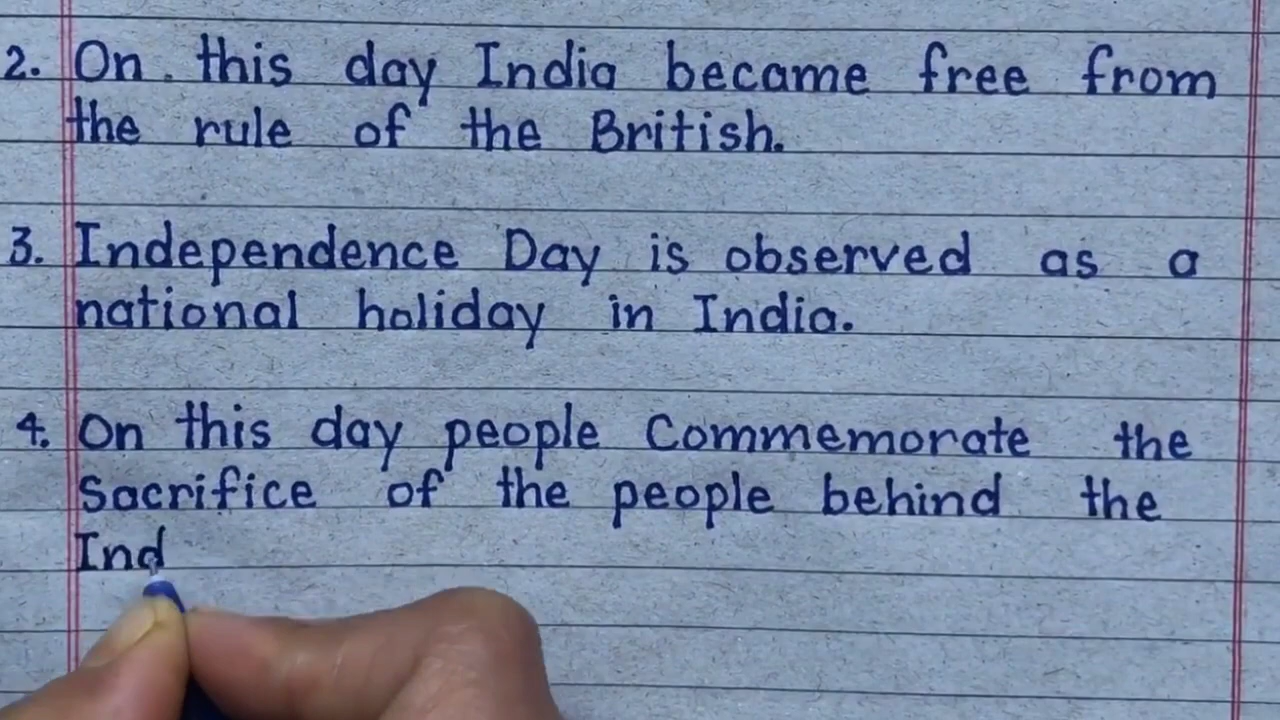 2. On this day India became free from
the rule of the British.
3. Independence Day is observed as a
national holiday in India.
4. On this day people Commemorate the
Sacrifice of the people behind the
Ind